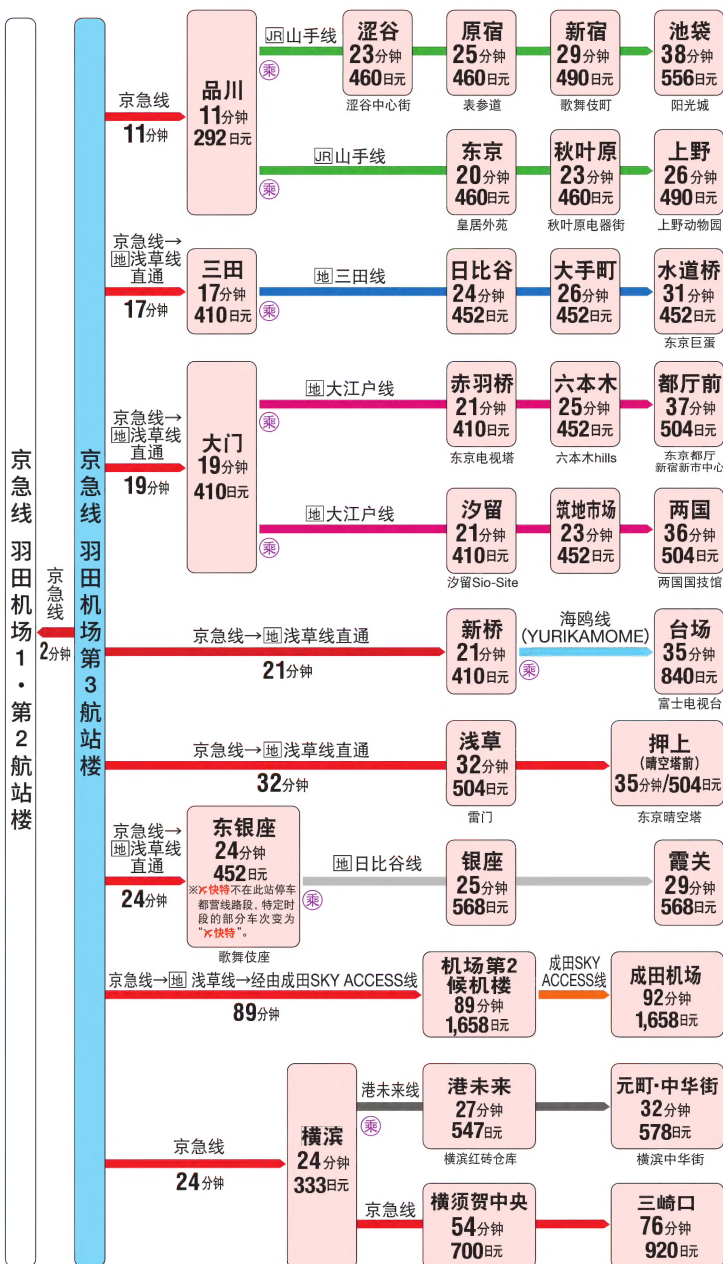 京急线 羽田机场1・第2航站楼
京急线
2分钟
京急线 羽田机场第3航站楼
京急线
11分钟
品川
11分钟
292日元
JR山手线
乘
涩谷
23分钟
460日元
涩谷中心街
原宿
25分钟
460日元
表参道
新宿
29分钟
490日元
歌舞伎町
池袋
38分钟
556日元
阳光城
JR山手线
乘
东京
20分钟
460日元
皇居外苑
秋叶原
23分钟
460日元
秋叶原电器街
上野
26分钟
490日元
上野动物园
京急线→
地浅草线
直通
17分钟
三田
17分钟
410日元
地三田线
乘
日比谷
24分钟
452日元
大手町
26分钟
452日元
水道桥
31分钟
452日元
东京巨蛋
京急线→
地浅草线
直通
19分钟
大门
19分钟
410日元
地大江户线
乘
赤羽桥
21分钟
410日元
东京电视塔
六本木
25分钟
452日元
六本木hills
都厅前
37分钟
504日元
东京都厅
新宿新市中心
地大江户线
乘
汐留
21分钟
410日元
汐留Sio-Site
筑地市场
23分钟
452日元
两国
36分钟
504日元
两国国技馆
京急线→地浅草线直通
21分钟
新桥
21分钟
410日元
海鸥线
(YURIKAMOME)
乘
台场
35分钟
840日元
富士电视台
京急线→地浅草线直通
32分钟
浅草
32分钟
504日元
雷门
押上
(晴空塔前)
35分钟/504日元
东京晴空塔
京急线→
地浅草线
直通
24分钟
东银座
24分钟
452日元
※快特不在此站停车
都营线路段，特定时
段的部分车次变为
“快特”。
歌舞伎座
地日比谷线
乘
银座
25分钟
568日元
霞关
29分钟
568日元
京急线→地 浅草线→经由成田SKY ACCESS线
89分钟
机场第2
候机楼
89分钟
1,658日元
成田SKY
ACCESS线
成田机场
92分钟
1,658日元
京急线
24分钟
横滨
24分钟
333日元
港未来线
乘
港未来
27分钟
547日元
横滨红砖仓库
元町·中华街
32分钟
578日元
横滨中华街
京急线
横须贺中央
54分钟
700日元
三崎口
76分钟
920日元